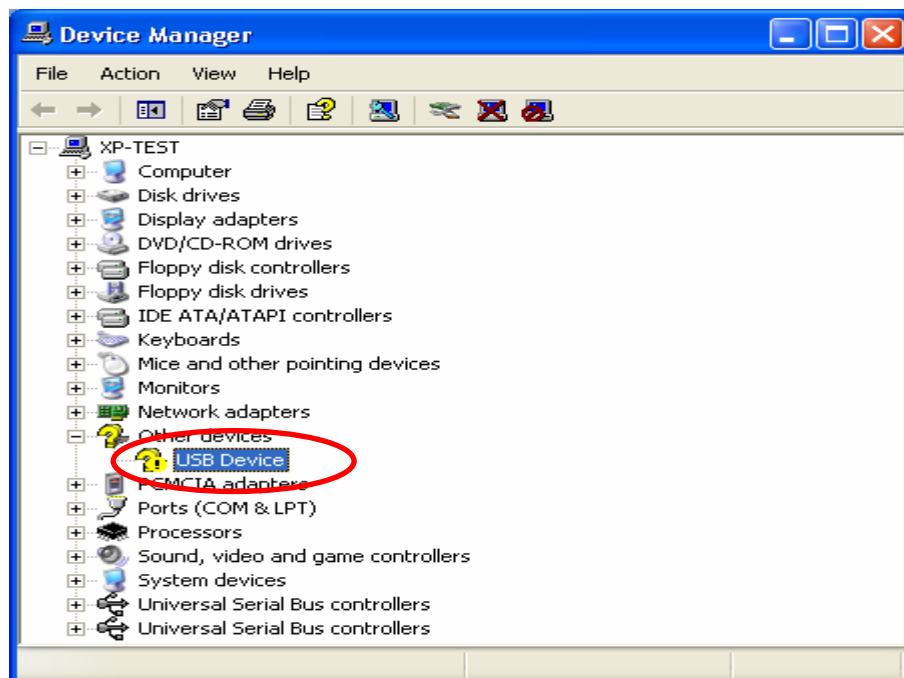 Device Manager
File Action View Help
XP-TEST
Computer
Disk drives
Display adapters
DVD/CD-ROM drives
Floppy disk controllers
Floppy disk drives
IDE ATA/ATAPI controllers
Keyboards
Mice and other pointing devices
Monitors
Network adapters
Other devices
USB Device
PCMCIA adapters
Ports (COM & LPT)
Processors
Sound, video and game controllers
System devices
Universal Serial Bus controllers
Universal Serial Bus controllers